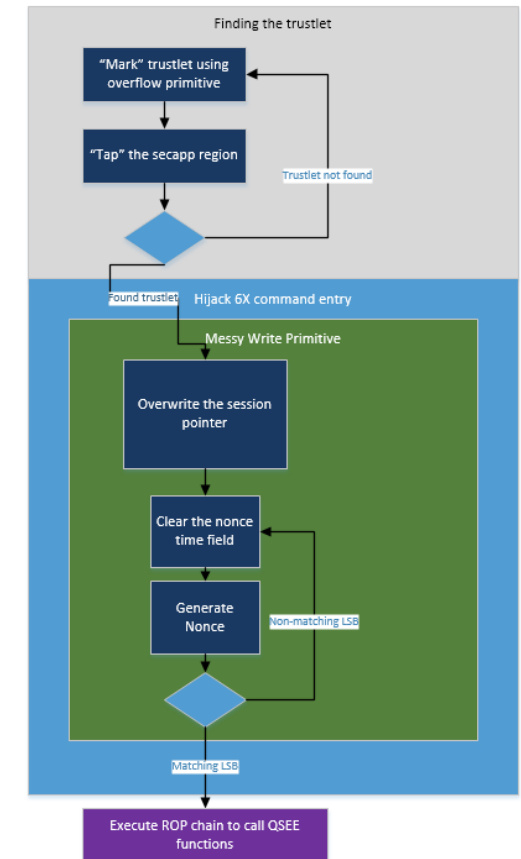 Finding the trustlet
“Mark” trustlet using
overflow primitive
“Tap” the secapp region
Trustlet not found
Found trustlet
Hijack 6X command entry
Messy Write Primitive
Overwrite the session
pointer
Clear the nonce
time field
Generate
Nonce
Non-matching LSB
Matching LSB
Execute ROP chain to call QSEE
functions